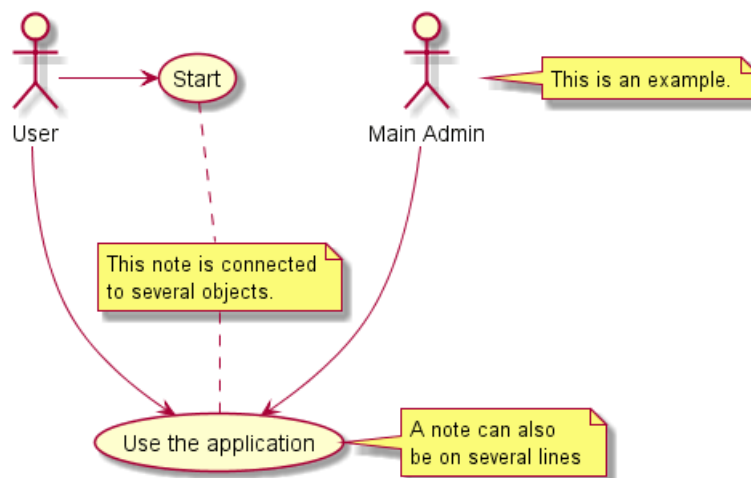 Start
This is an example.
User
Main Admin
This note is connected
to several objects.
Use the application
A note can also
be on several lines